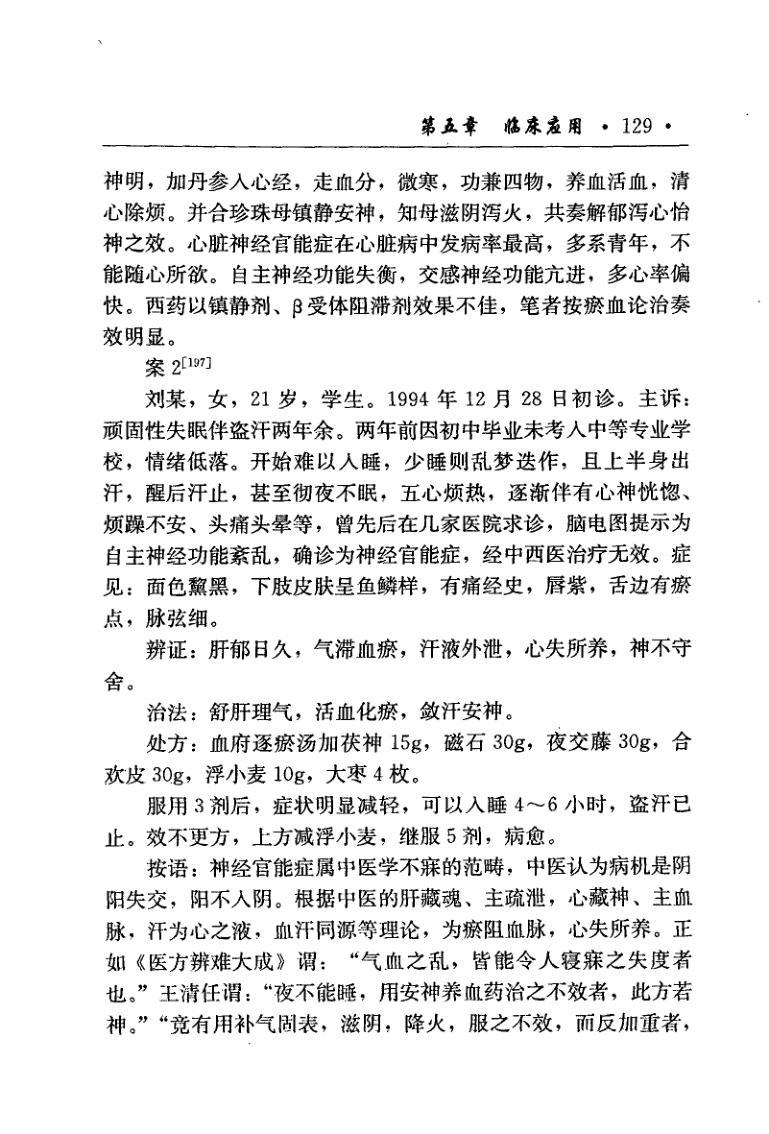 第五章 临床应用 ・129・
神明，加丹参入心经，走血分，微寒，功兼四物，养血活血，清
心除烦。并合珍珠母镇静安神，知母滋阴泻火，共奏解郁泻心怡
神之效。心脏神经官能症在心脏病中发病率最高，多系青年，不
能随心所欲。自主神经功能失衡，交感神经功能亢进，多心率偏
快。西药以镇静剂、β受体阻滞剂效果不佳，笔者按瘀血论治奏
效明显。
案 2[197]
刘某，女，21 岁，学生。1994 年 12 月 28 日初诊。主诉：
顽固性失眠伴盗汗两年余。两年前因初中毕业未考入中等专业学
校，情绪低落。开始难以入睡，少睡则乱梦迭作，且上半身出
汗，醒后汗止，甚至彻夜不眠，五心烦热，逐渐伴有心神恍惚、
烦躁不安、头痛头晕等，曾先后在几家医院求诊，脑电图提示为
自主神经功能紊乱，确诊为神经官能症，经中西医治疗无效。症
见：面色黧黑，下肢皮肤呈鱼鳞样，有痛经史，唇紫，舌边有瘀
点，脉弦细。
辨证：肝郁日久，气滞血瘀，汗液外泄，心失所养，神不守
舍。
治法：舒肝理气，活血化瘀，敛汗安神。
处方：血府逐瘀汤加茯神 15g，磁石 30g，夜交藤 30g，合
欢皮 30g，浮小麦 10g，大枣 4 枚。
服用 3 剂后，症状明显减轻，可以入睡 4～6 小时，盗汗已
止。效不更方，上方减浮小麦，继服 5 剂，病愈。
按语：神经官能症属中医学不寐的范畴，中医认为病机是阴
阳失交，阳不入阴。根据中医的肝藏魂、主疏泄，心藏神、主血
脉，汗为心之液，血汗同源等理论，为瘀阻血脉，心失所养。正
如《医方辨难大成》谓：“气血之乱，皆能令人寝寐之失度者
也。”王清任谓：“夜不能睡，用安神养血药治之不效者，此方若
神。”“竟有用补气固表，滋阴，降火，服之不效，而反加重者，